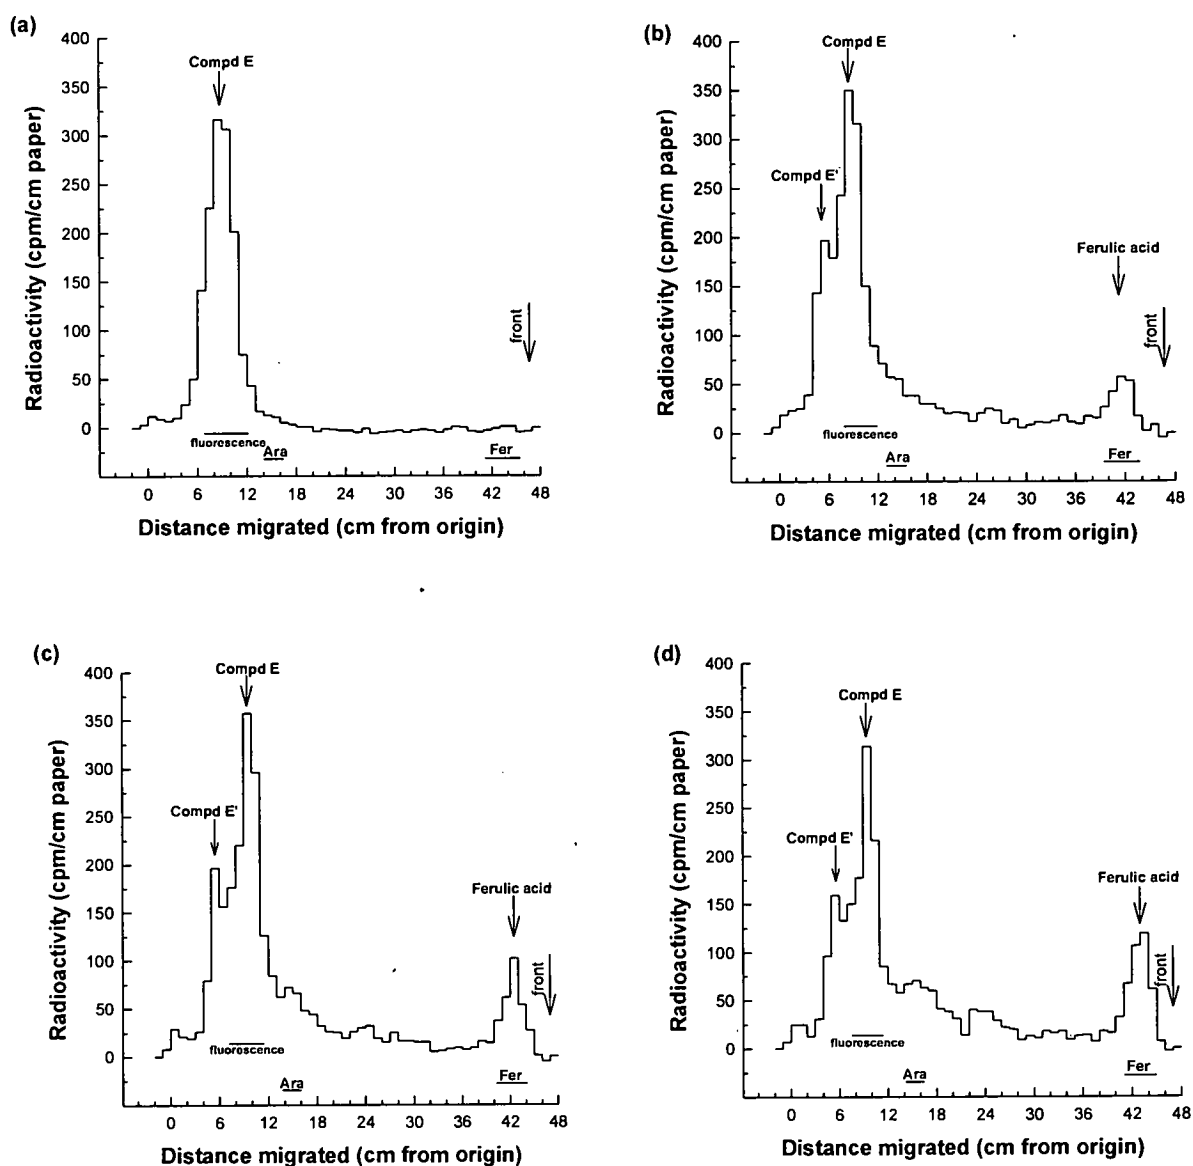 (a)
400
350
300
250
200
150
100
50
0
Radioactivity (cpm/cm paper)
Compd E
front
fluorescence
Ara
Fer
0 6 12 18 24 30 36 42 48
Distance migrated (cm from origin)
(b)
400
350
300
250
200
150
100
50
0
Radioactivity (cpm/cm paper)
Compd E
Compd E'
Ferulic acid
front
fluorescence
Ara
Fer
0 6 12 18 24 30 36 42 48
Distance migrated (cm from origin)
(c)
400
350
300
250
200
150
100
50
0
Radioactivity (cpm/cm paper)
Compd E
Compd E'
Ferulic acid
front
fluorescence
Ara
Fer
0 6 12 18 24 30 36 42 48
Distance migrated (cm from origin)
(d)
400
350
300
250
200
150
100
50
0
Radioactivity (cpm/cm paper)
Compd E
Compd E'
Ferulic acid
front
fluorescence
Ara
Fer
0 6 12 18 24 30 36 42 48
Distance migrated (cm from origin)